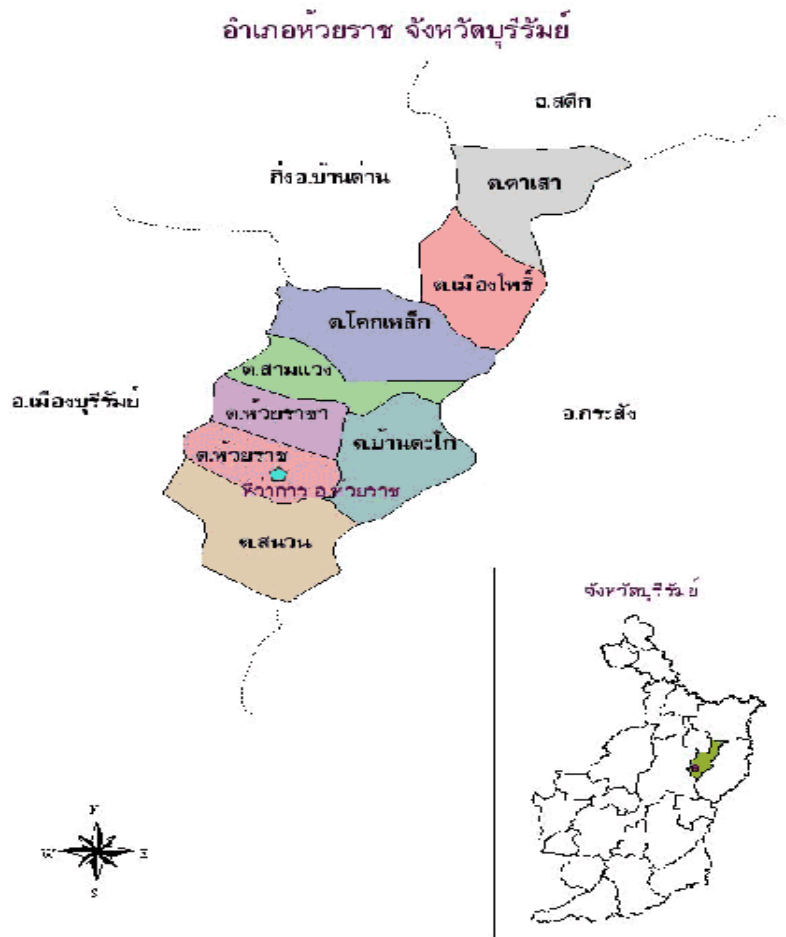 อำเภอห้วยราช จังหวัดบุรีรัมย์
อ.สตึก
กิ่งอ.บ้านด่าน
ต.ตาเสา
ต.เมืองโพธิ์
ต.โคกเหล็ก
ต.สามแวง
อ.เมืองบุรีรัมย์
ต.ห้วยราชา
อ.กระสัง
ต.บ้านตะโก
ต.ห้วยราช
ที่ว่าการ อ.ห้วยราช
ต.สนวน
จังหวัดบุรีรัมย์
W
E
S